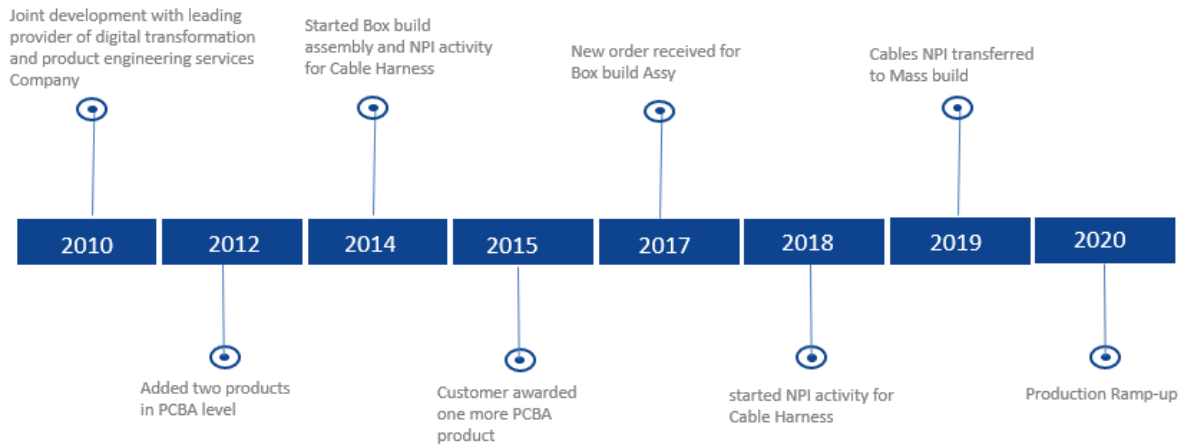 Joint development with leading
provider of digital transformation
and product engineering services
Company
Started Box build
assembly and NPI activity
for Cable Harness
New order received for
Box build Assy
Cables NPI transferred
to Mass build
2010
2012
2014
2015
2017
2018
2019
2020
Added two products
in PCBA level
Customer awarded
one more PCBA
product
started NPI activity for
Cable Harness
Production Ramp-up